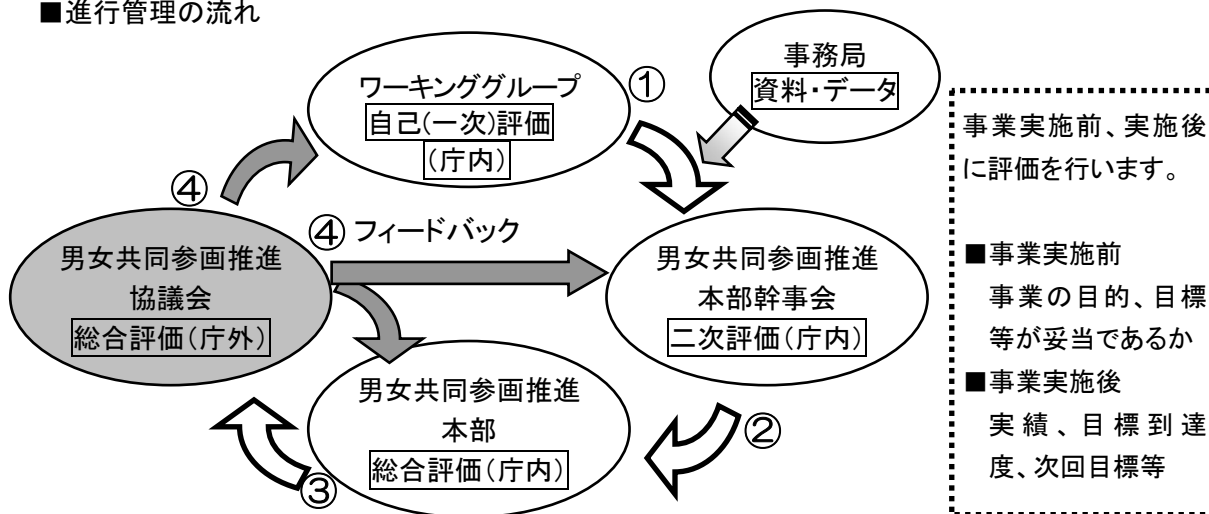 ■進行管理の流れ
事務局
資料・データ
ワーキンググループ
自己(一次)評価
(庁内)
①
④
④ フィードバック
男女共同参画推進
協議会
総合評価(庁外)
男女共同参画推進
本部幹事会
二次評価(庁内)
男女共同参画推進
本部
総合評価(庁内)
②
③
事業実施前、実施後
に評価を行います。
■事業実施前
事業の目的、目標
等が妥当であるか
■事業実施後
実績、目標到達
度、次回目標等